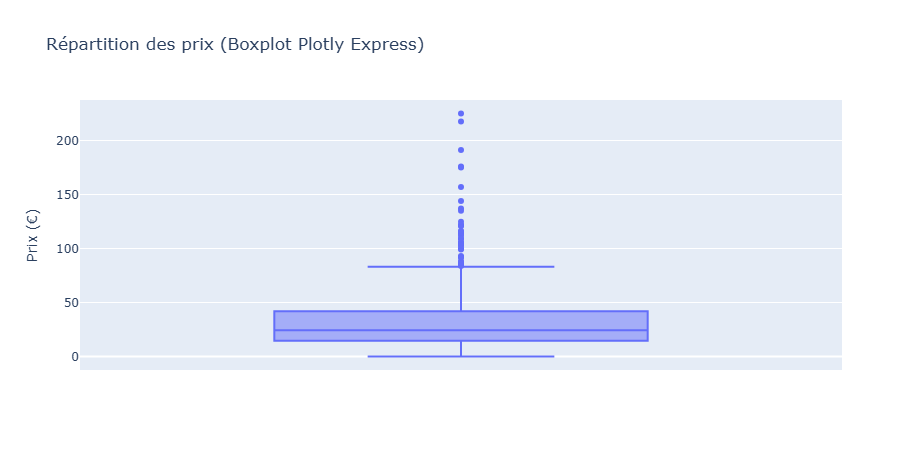 Répartition des prix (Boxplot Plotly Express)
Prix (€)
200
150
100
50
0